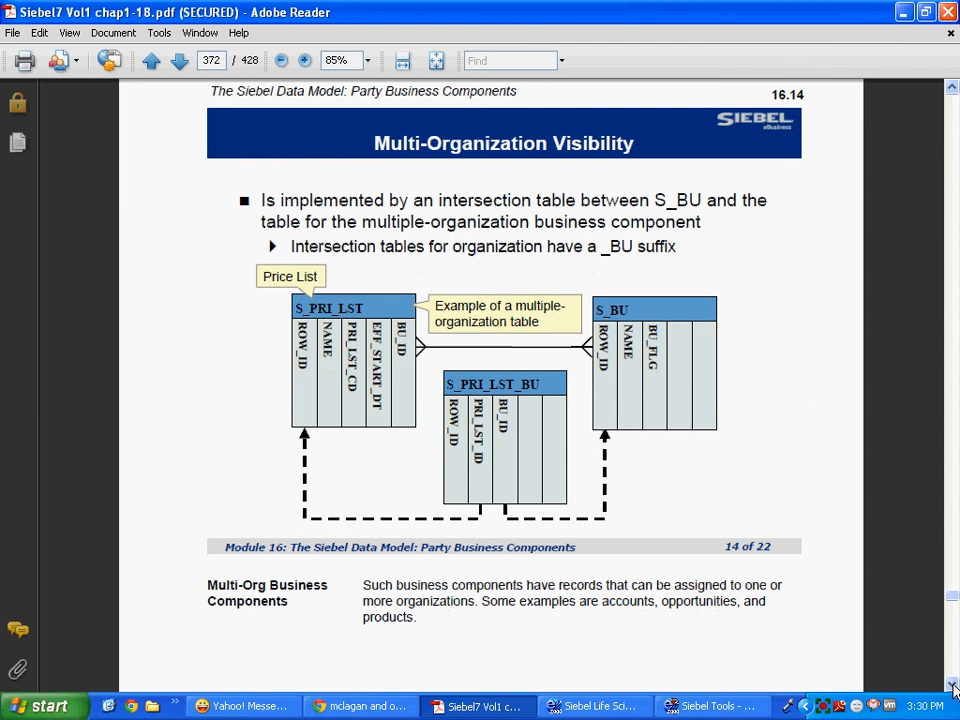 Siebel7 Vol1 chap1-18.pdf (SECURED) - Adobe Reader
File Edit View Document Tools Window Help
372 / 428 85% Find
The Siebel Data Model: Party Business Components
16.14
SIEBEL
eBusiness
Multi-Organization Visibility
Is implemented by an intersection table between S_BU and the
table for the multiple-organization business component
Intersection tables for organization have a _BU suffix
Price List
S_PRI_LST
ROW_ID
NAME
PRI_LST_CD
EFF_START_DT
BU_ID
Example of a multiple-
organization table
S_BU
ROW_ID
NAME
BU_FLG
S_PRI_LST_BU
ROW_ID
PRI_LST_ID
BU_ID
Module 16: The Siebel Data Model: Party Business Components 14 of 22
Multi-Org Business
Components
Such business components have records that can be assigned to one or
more organizations. Some examples are accounts, opportunities, and
products.
start Yahoo! Messe... mclagan and o... Siebel7 Vol1 c... Siebel Life Sci... Siebel Tools - ... 3:30 PM